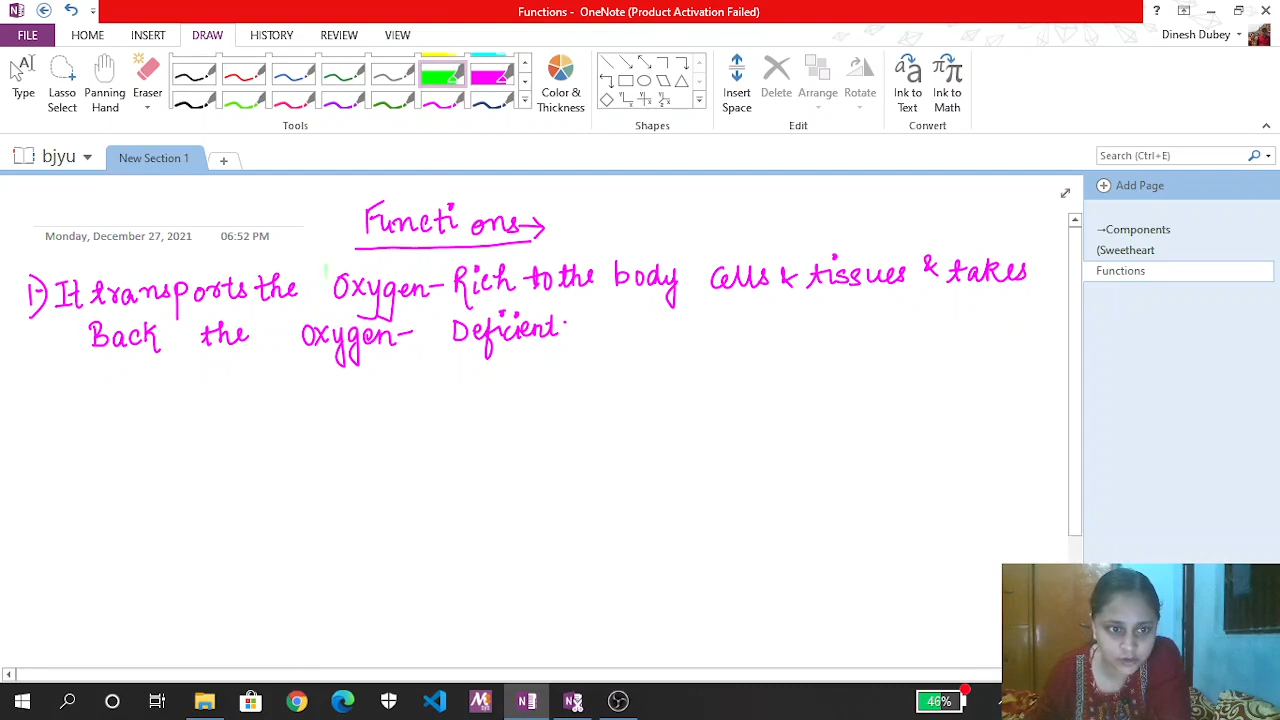 Functions - OneNote (Product Activation Failed)
FILE HOME INSERT DRAW HISTORY REVIEW VIEW
Dinesh Dubey
Type
Lasso Select
Panning Hand
Eraser
Color & Thickness
Insert Space
Delete
Arrange
Rotate
Ink to Text
Ink to Math
Tools
Shapes
Edit
Convert
bjyu
New Section 1
Search (Ctrl+E)
Add Page
→Components
(Sweetheart
Functions
Monday, December 27, 2021 06:52 PM
Functions→
1) It transports the Oxygen-Rich to the body cells & tissues & takes
Back the Oxygen- Deficient
46%